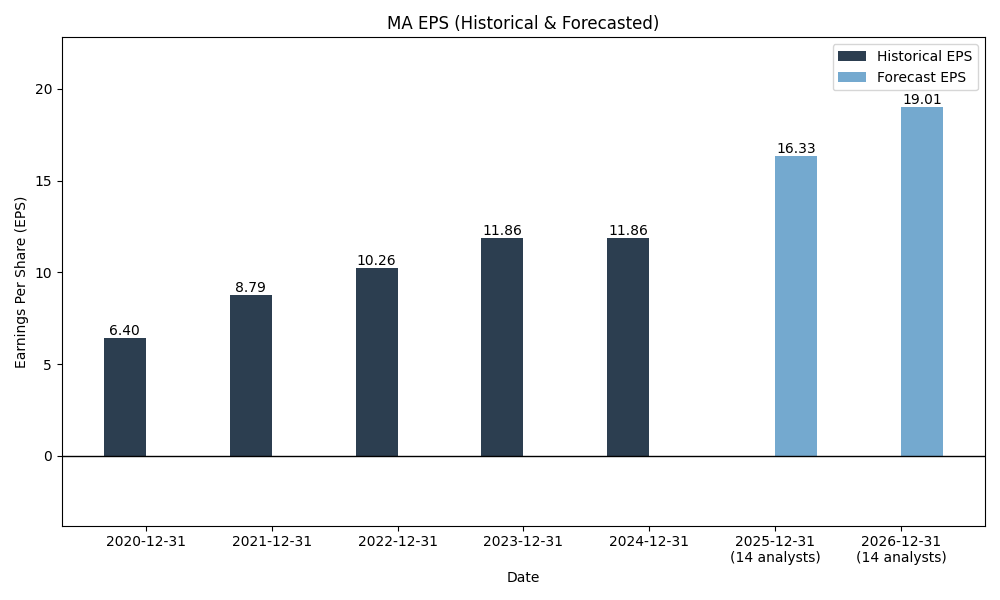 MA EPS (Historical & Forecasted)
Historical EPS
Forecast EPS
Earnings Per Share (EPS)
20
15
10
5
0
6.40
8.79
10.26
11.86
11.86
16.33
19.01
2020-12-31
2021-12-31
2022-12-31
2023-12-31
2024-12-31
2025-12-31
(14 analysts)
2026-12-31
(14 analysts)
Date